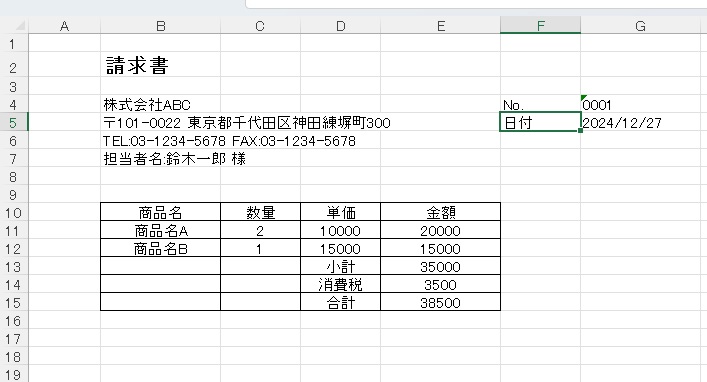 A B C D E F G
1
2 請求書
3
4 株式会社ABC No. 0001
5 〒101-0022 東京都千代田区神田練塀町300 日付 2024/12/27
6 TEL:03-1234-5678 FAX:03-1234-5678
7 担当者名:鈴木一郎 様
8
9
10 商品名 数量 単価 金額
11 商品名A 2 10000 20000
12 商品名B 1 15000 15000
13 小計 35000
14 消費税 3500
15 合計 38500
16
17
18
19